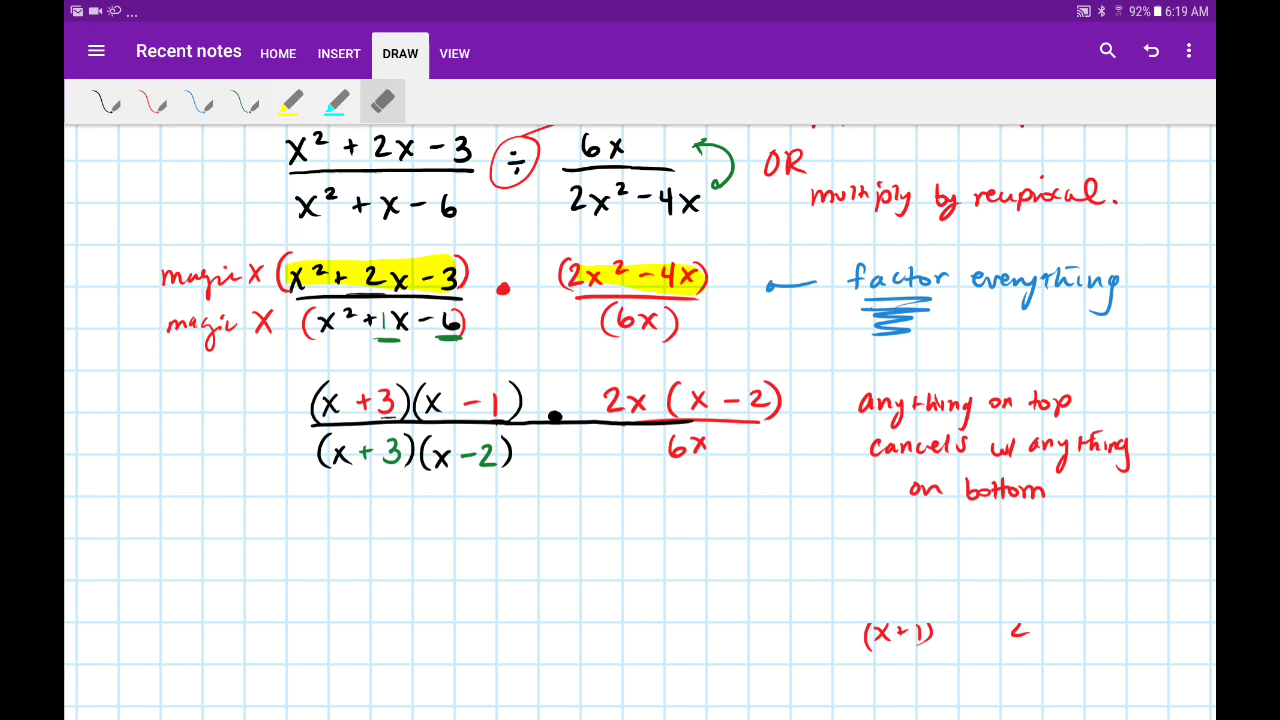 ... 92% 6:19 AM
Recent notes HOME INSERT DRAW VIEW
x² + 2x - 3 ÷ 6x
x² + x - 6 2x² - 4x
OR
multiply by reciprical.
magic x (x² + 2x - 3) • (2x² - 4x) factor everything
magic X (x² + 1x - 6) (6x)
(x + 3)(x - 1) • 2x (x - 2)
(x + 3)(x - 2) 6x
anything on top
cancels w/ anything
on bottom
(x + 1)